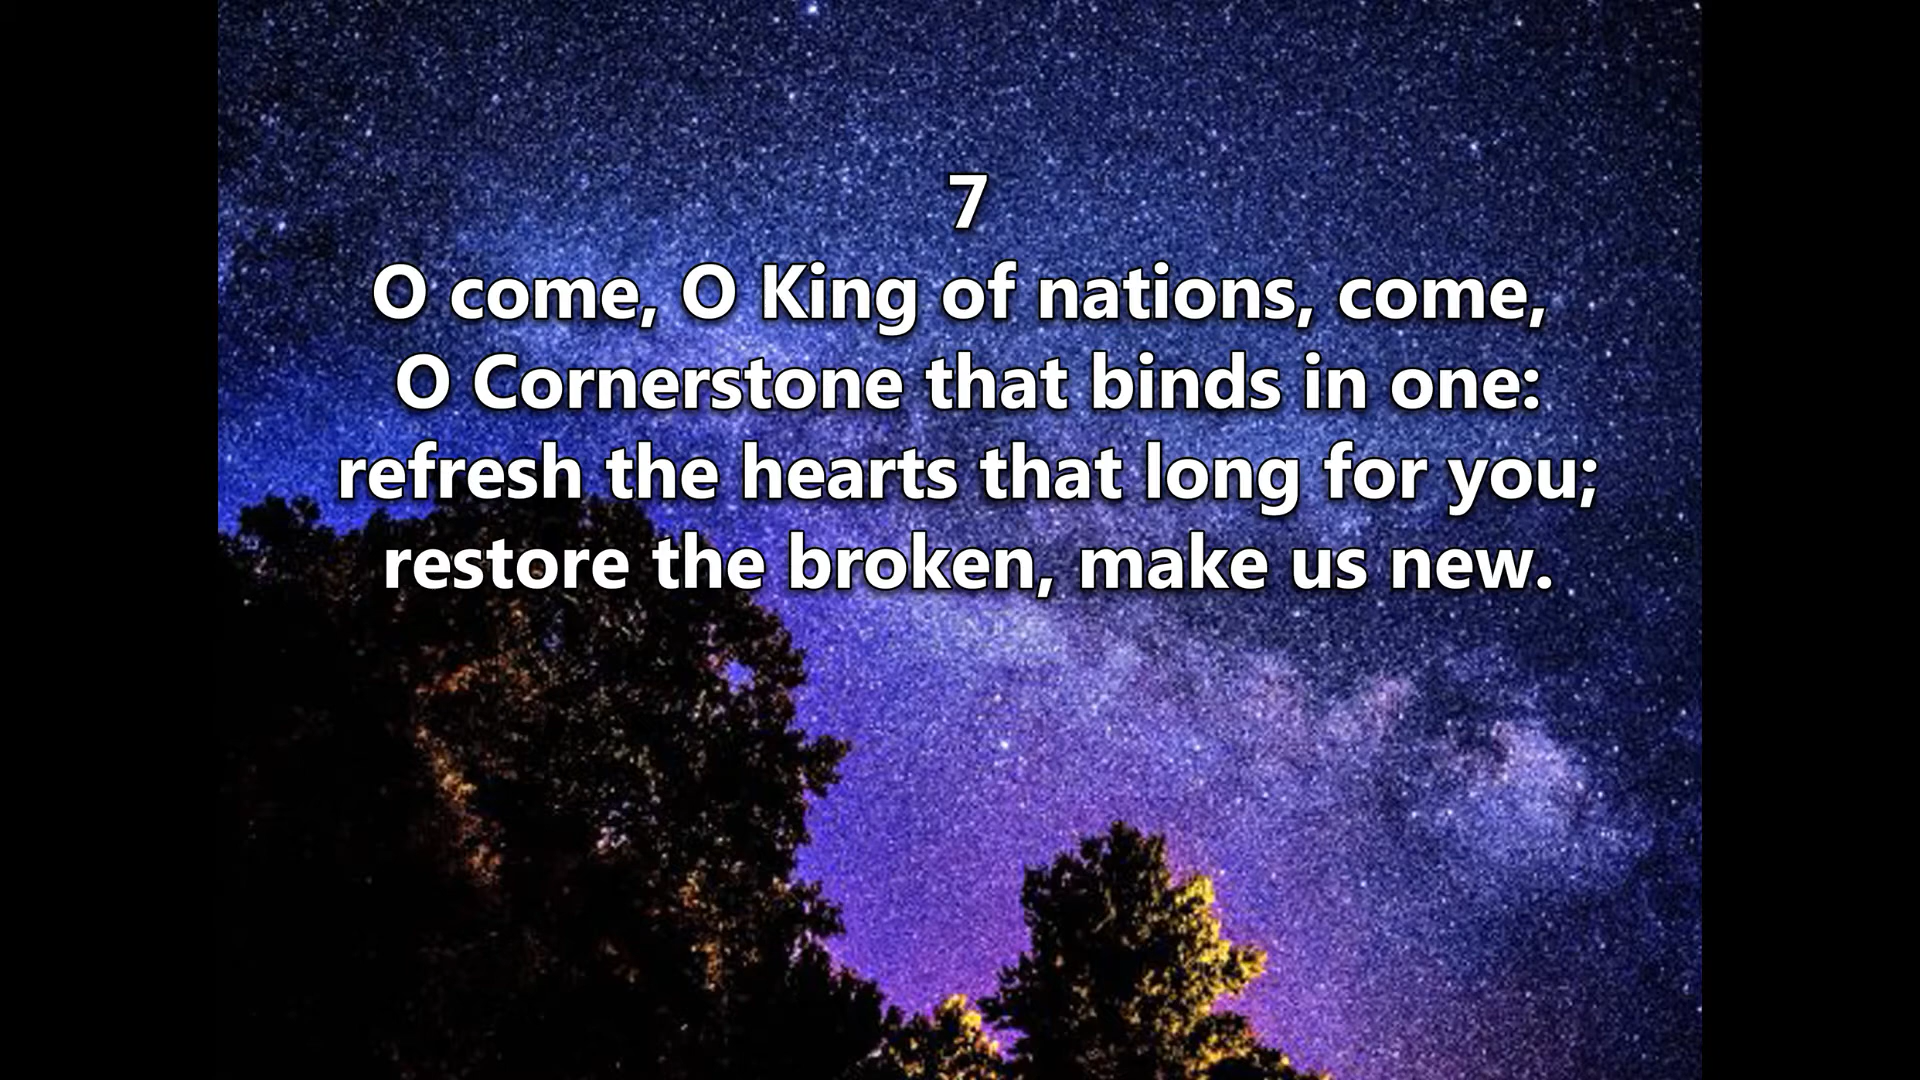 7
O come, O King of nations, come,
O Cornerstone that binds in one:
refresh the hearts that long for you;
restore the broken, make us new.